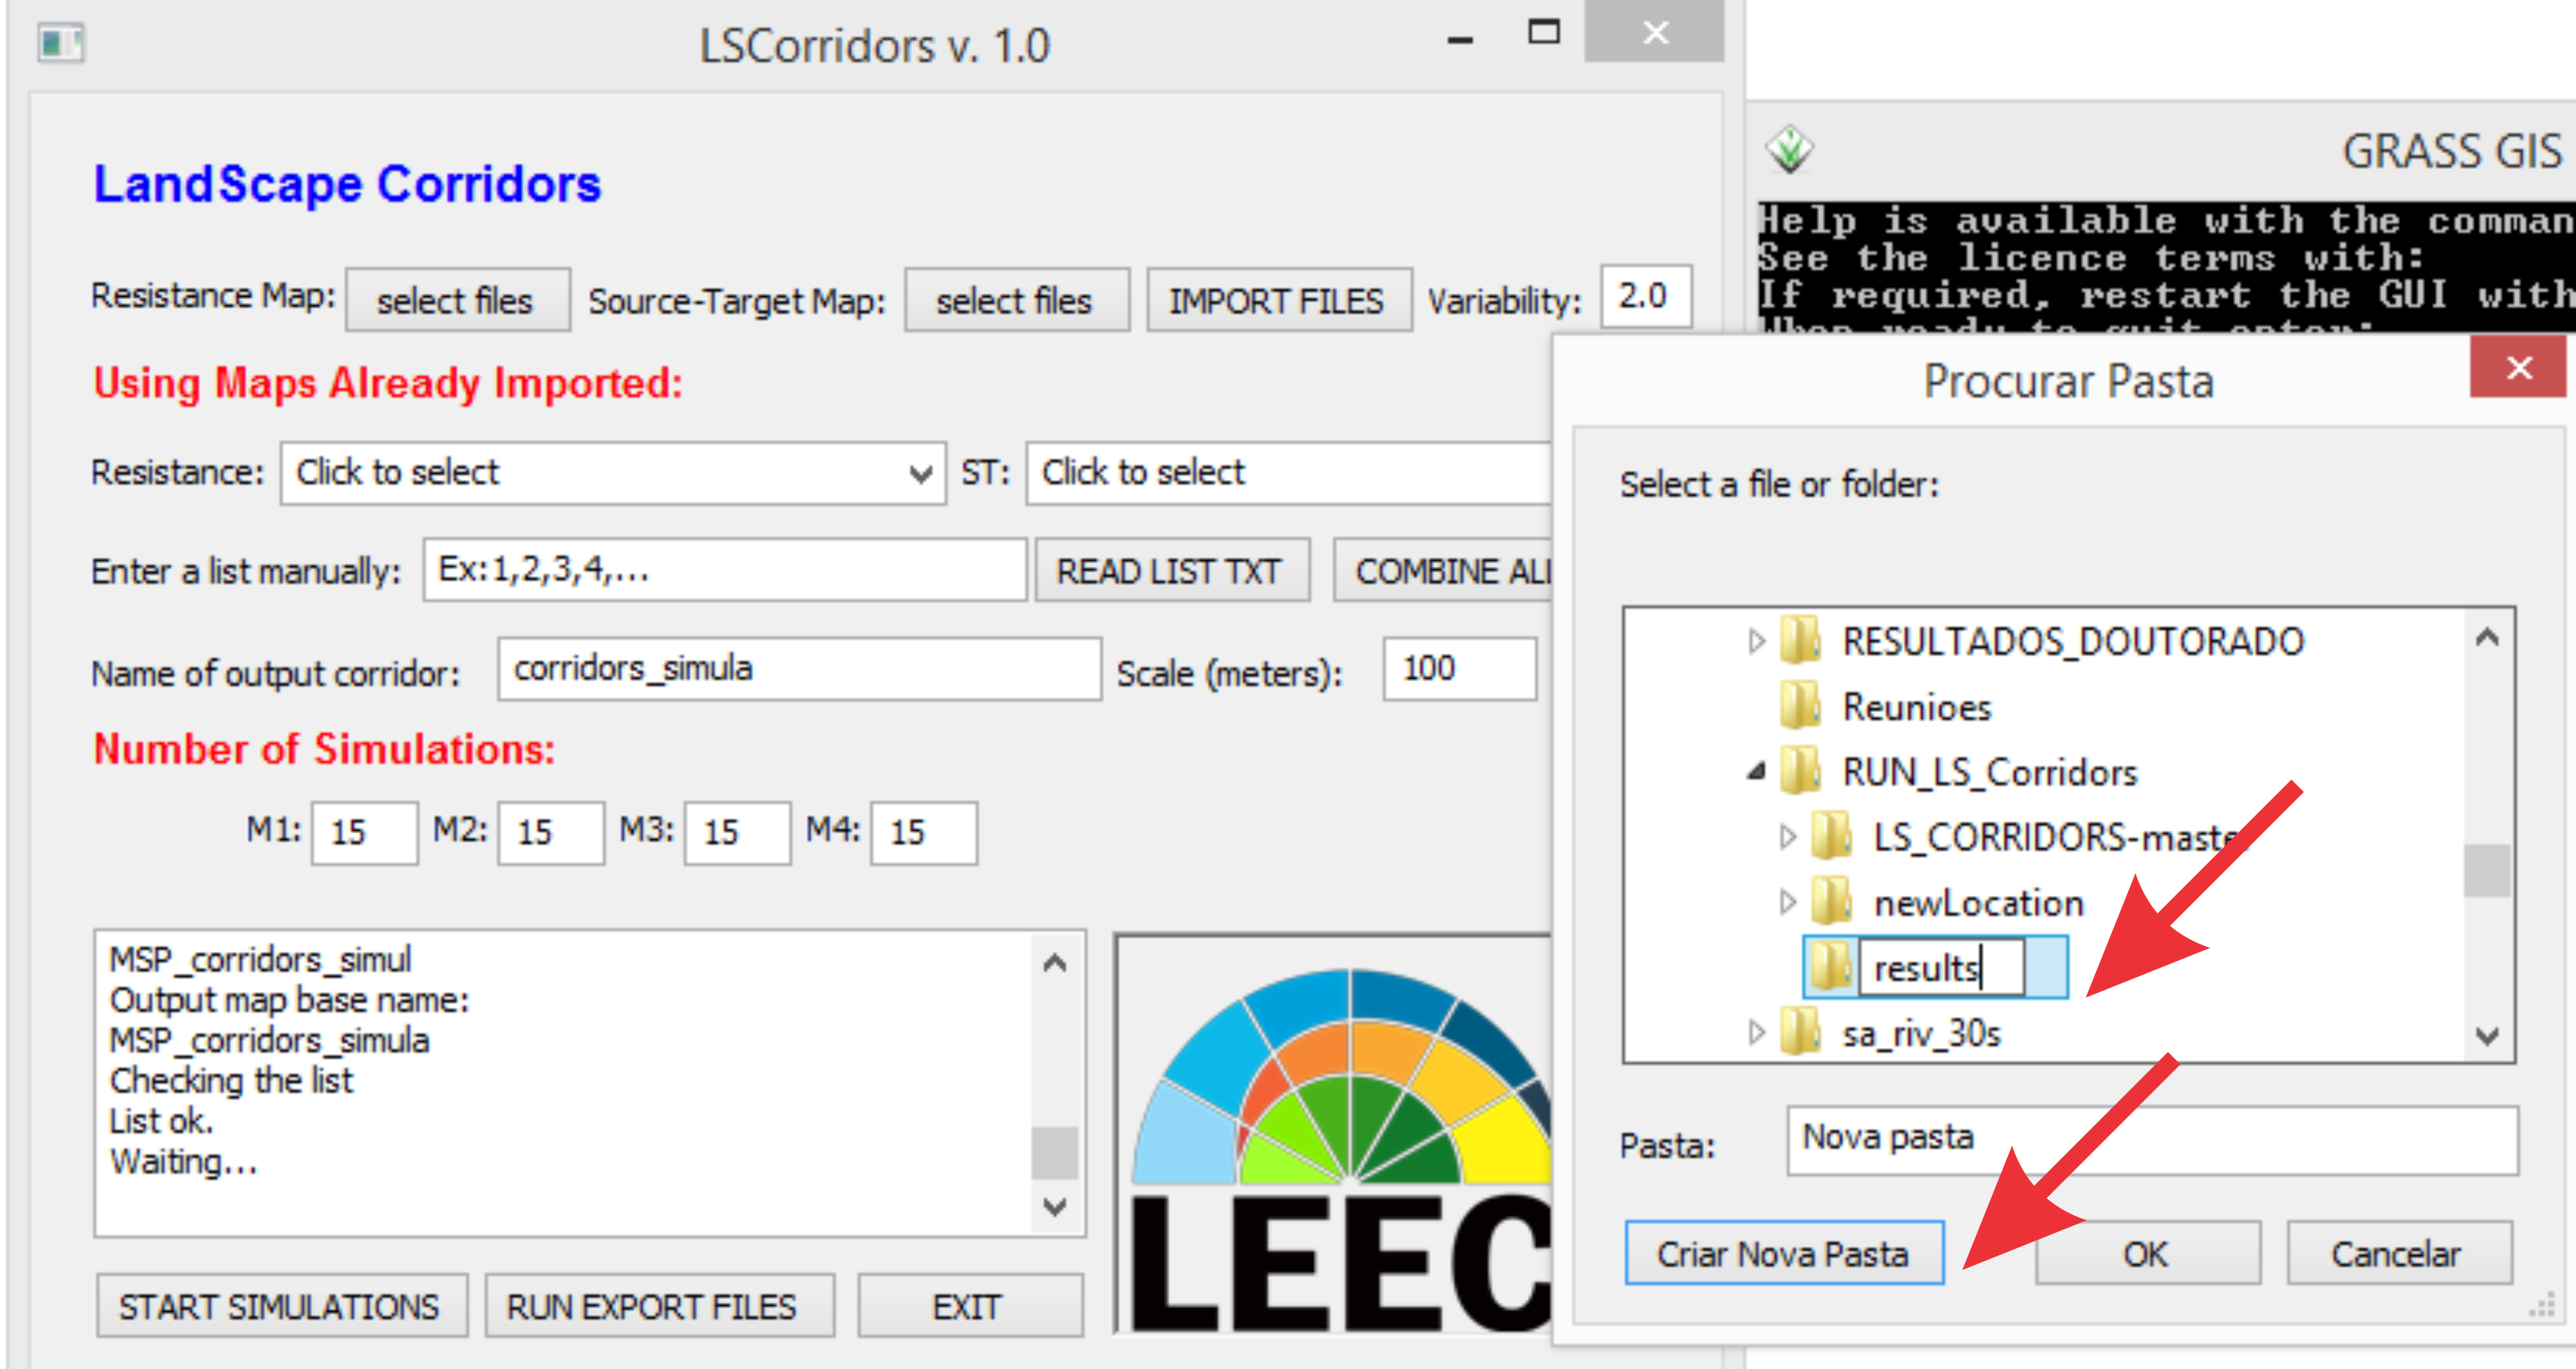 LSCorridors v. 1.0
LandScape Corridors
Resistance Map: select files Source-Target Map: select files IMPORT FILES Variability: 2.0
Using Maps Already Imported:
Resistance: Click to select ST: Click to select
Enter a list manually: Ex:1,2,3,4,... READ LIST TXT COMBINE ALL
Name of output corridor: corridors_simula Scale (meters): 100
Number of Simulations:
M1: 15 M2: 15 M3: 15 M4: 15
MSP_corridors_simul
Output map base name:
MSP_corridors_simula
Checking the list
List ok.
Waiting...
START SIMULATIONS RUN EXPORT FILES EXIT
LEEC
GRASS GIS
Help is available with the comman
See the licence terms with:
If required, restart the GUI with
When ready to quit enter:
Procurar Pasta
Select a file or folder:
RESULTADOS_DOUTORADO
Reunioes
RUN_LS_Corridors
LS_CORRIDORS-master
newLocation
results
sa_riv_30s
Pasta: Nova pasta
Criar Nova Pasta OK Cancelar